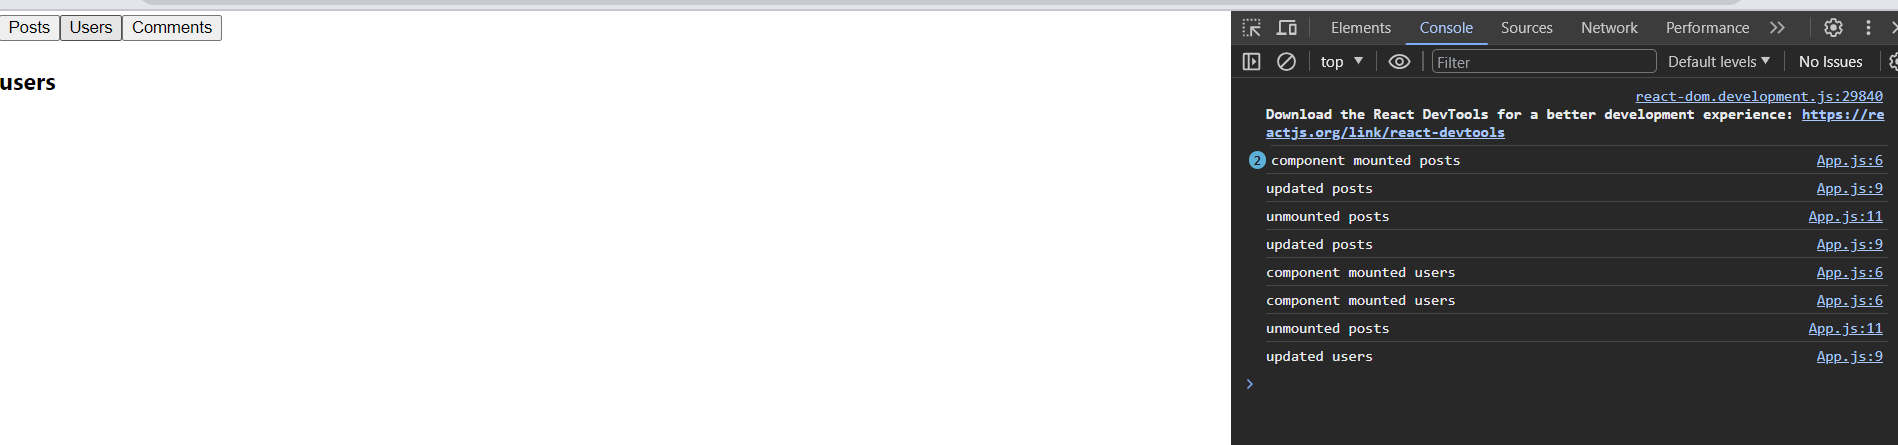 Posts Users Comments
users
Elements Console Sources Network Performance
top Filter Default levels No Issues
react-dom.development.js:29840
Download the React DevTools for a better development experience: https://re
actjs.org/link/react-devtools
2 component mounted posts App.js:6
updated posts App.js:9
unmounted posts App.js:11
updated posts App.js:9
component mounted users App.js:6
component mounted users App.js:6
unmounted posts App.js:11
updated users App.js:9